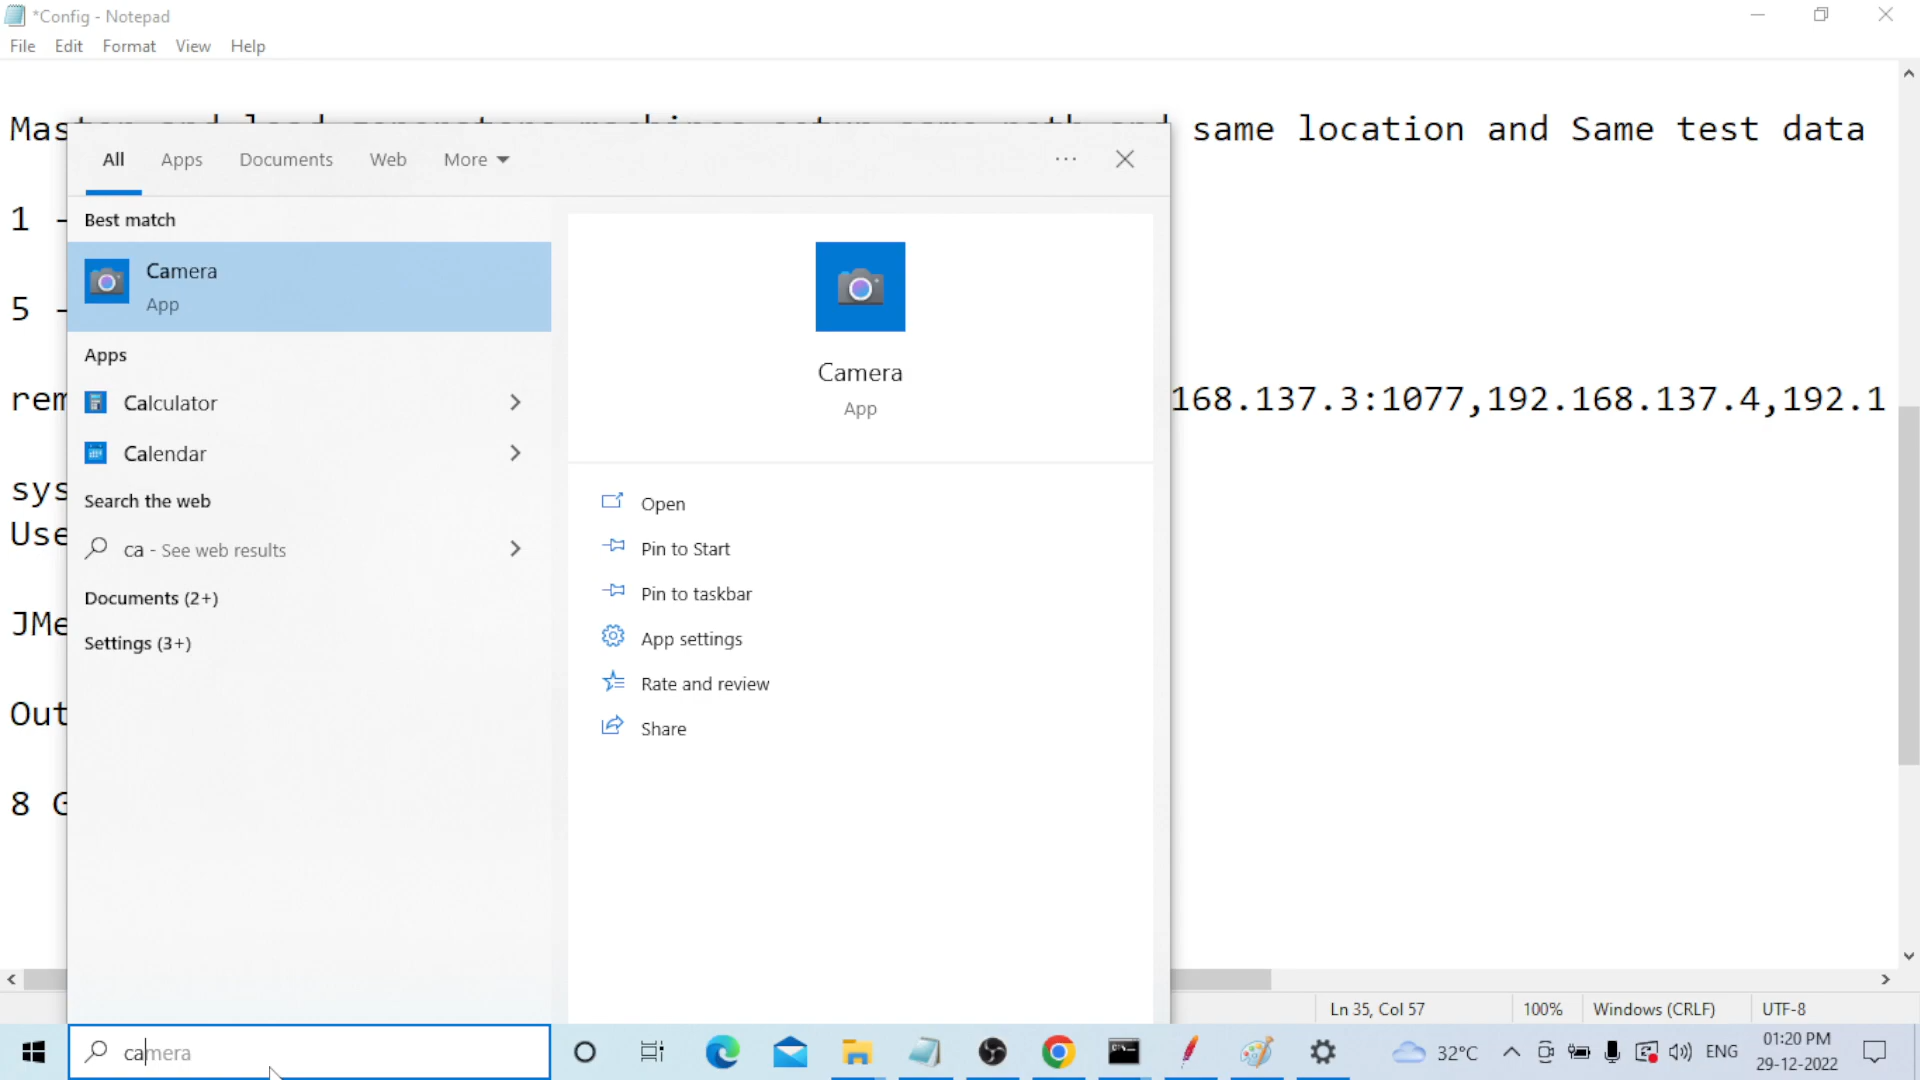 *Config - Notepad
File Edit Format View Help
Mas
same location and Same test data
All Apps Documents Web More
Best match
Camera
App
1 -
5 -
Apps
Calculator
Calendar
rem
168.137.3:1077,192.168.137.4,192.1
Search the web
ca - See web results
sys
Use
Documents (2+)
Settings (3+)
JMe
Out
8 G
Camera
App
Open
Pin to Start
Pin to taskbar
App settings
Rate and review
Share
Ln 35, Col 57 100% Windows (CRLF) UTF-8
camera
32°C ENG
01:20 PM
29-12-2022